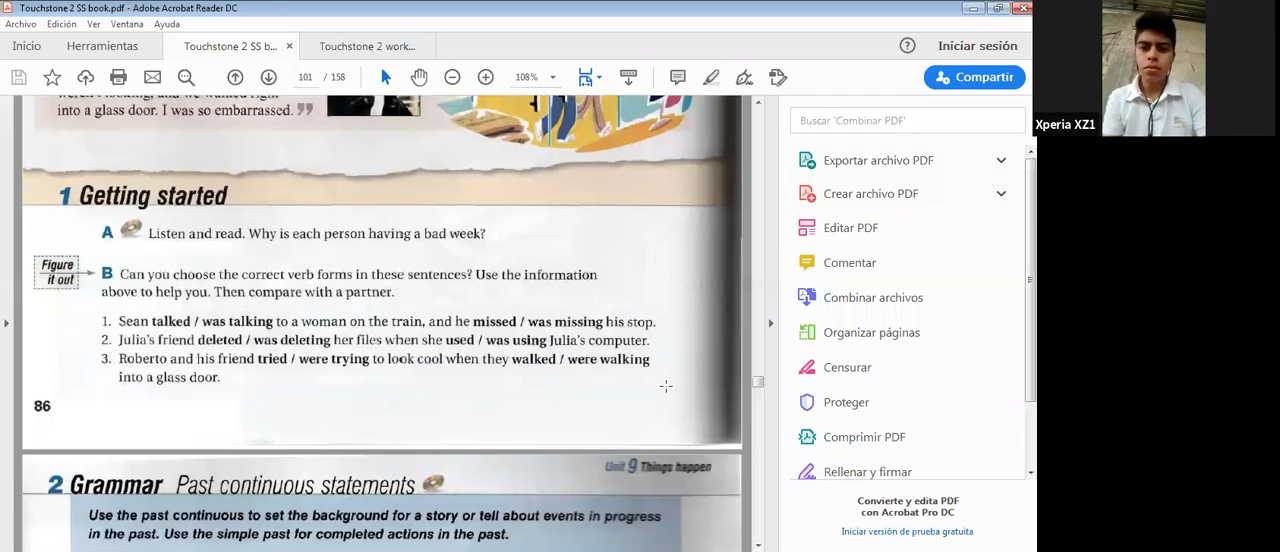 Touchstone 2 SS book.pdf - Adobe Acrobat Reader DC
Archivo Edición Ver Ventana Ayuda
Inicio Herramientas Touchstone 2 SS b... × Touchstone 2 work... Iniciar sesión
101 / 158 108% Compartir
into a glass door. I was so embarrassed.”
1 Getting started
A Listen and read. Why is each person having a bad week?
Figure
it out
B Can you choose the correct verb forms in these sentences? Use the information
above to help you. Then compare with a partner.
1. Sean talked / was talking to a woman on the train, and he missed / was missing his stop.
2. Julia's friend deleted / was deleting her files when she used / was using Julia's computer.
3. Roberto and his friend tried / were trying to look cool when they walked / were walking
into a glass door.
86
Unit 9 Things happen
2 Grammar Past continuous statements
Use the past continuous to set the background for a story or tell about events in progress
in the past. Use the simple past for completed actions in the past.
Buscar 'Combinar PDF'
Exportar archivo PDF
Crear archivo PDF
Editar PDF
Comentar
Combinar archivos
Organizar páginas
Censurar
Proteger
Comprimir PDF
Rellenar y firmar
Convierte y edita PDF
con Acrobat Pro DC
Iniciar versión de prueba gratuita
Xperia XZ1